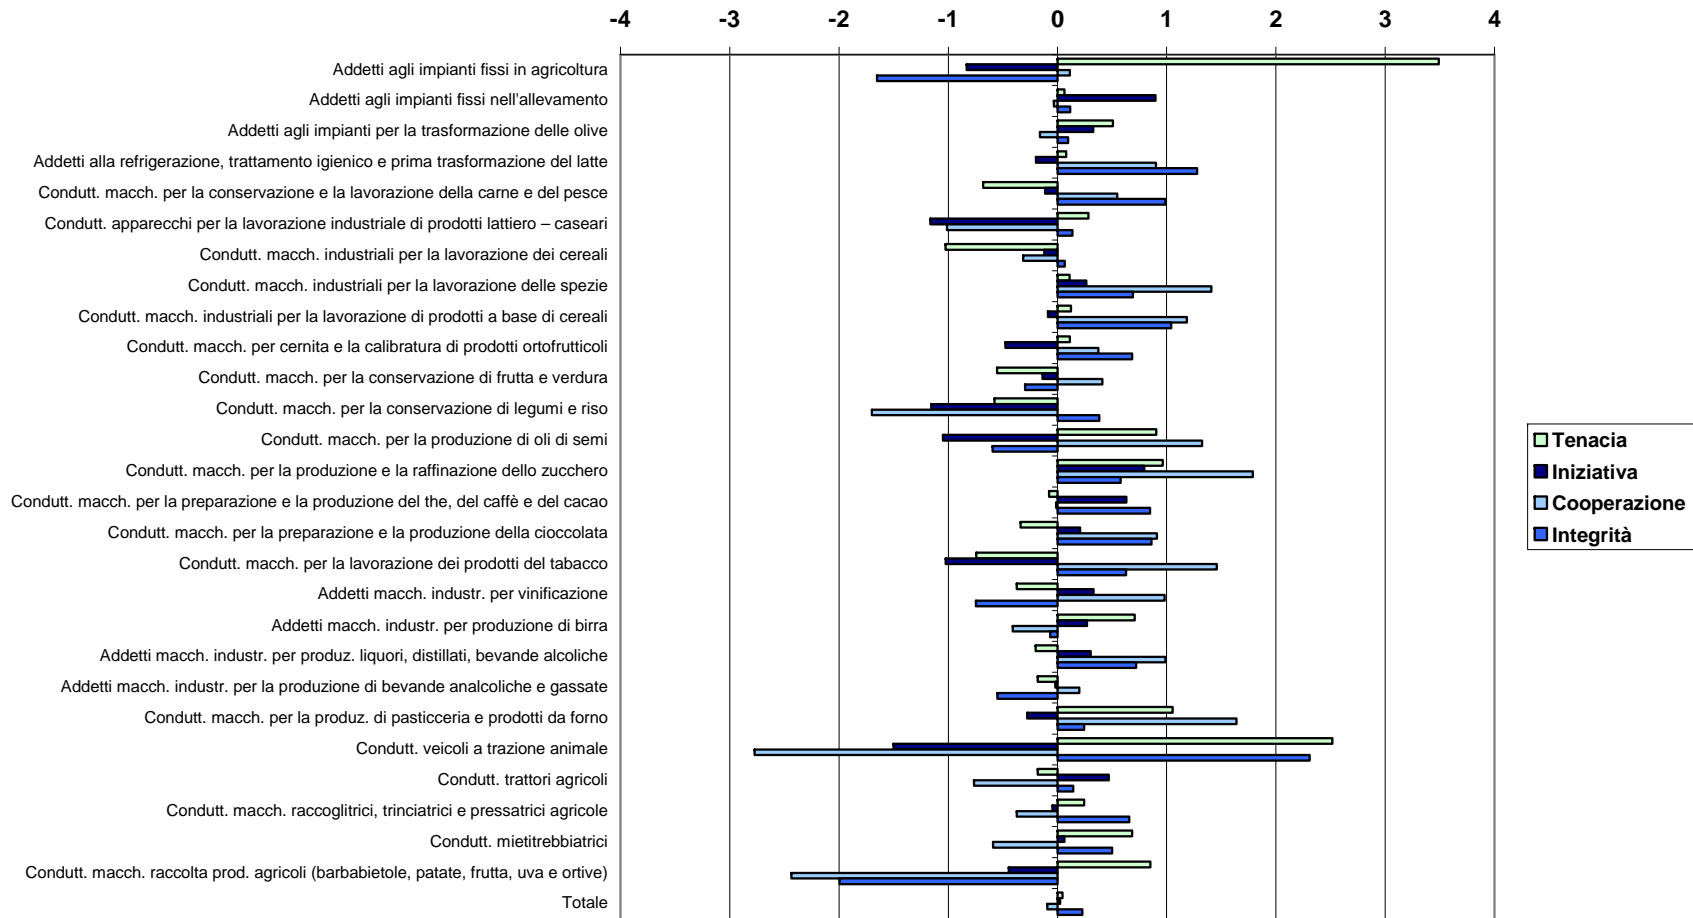 -4 -3 -2 -1 0 1 2 3 4
Addetti agli impianti fissi in agricoltura
Addetti agli impianti fissi nell'allevamento
Addetti agli impianti per la trasformazione delle olive
Addetti alla refrigerazione, trattamento igienico e prima trasformazione del latte
Condutt. macch. per la conservazione e la lavorazione della carne e del pesce
Condutt. apparecchi per la lavorazione industriale di prodotti lattiero – caseari
Condutt. macch. industriali per la lavorazione dei cereali
Condutt. macch. industriali per la lavorazione delle spezie
Condutt. macch. industriali per la lavorazione di prodotti a base di cereali
Condutt. macch. per cernita e la calibratura di prodotti ortofrutticoli
Condutt. macch. per la conservazione di frutta e verdura
Condutt. macch. per la conservazione di legumi e riso
Condutt. macch. per la produzione di oli di semi
Condutt. macch. per la produzione e la raffinazione dello zucchero
Condutt. macch. per la preparazione e la produzione del the, del caffè e del cacao
Condutt. macch. per la preparazione e la produzione della cioccolata
Condutt. macch. per la lavorazione dei prodotti del tabacco
Addetti macch. industr. per vinificazione
Addetti macch. industr. per produzione di birra
Addetti macch. industr. per produz. liquori, distillati, bevande alcoliche
Addetti macch. industr. per la produzione di bevande analcoliche e gassate
Condutt. macch. per la produz. di pasticceria e prodotti da forno
Condutt. veicoli a trazione animale
Condutt. trattori agricoli
Condutt. macch. raccoglitrici, trinciatrici e pressatrici agricole
Condutt. mietitrebbiatrici
Condutt. macch. raccolta prod. agricoli (barbabietole, patate, frutta, uva e ortive)
Totale
Tenacia
Iniziativa
Cooperazione
Integrità